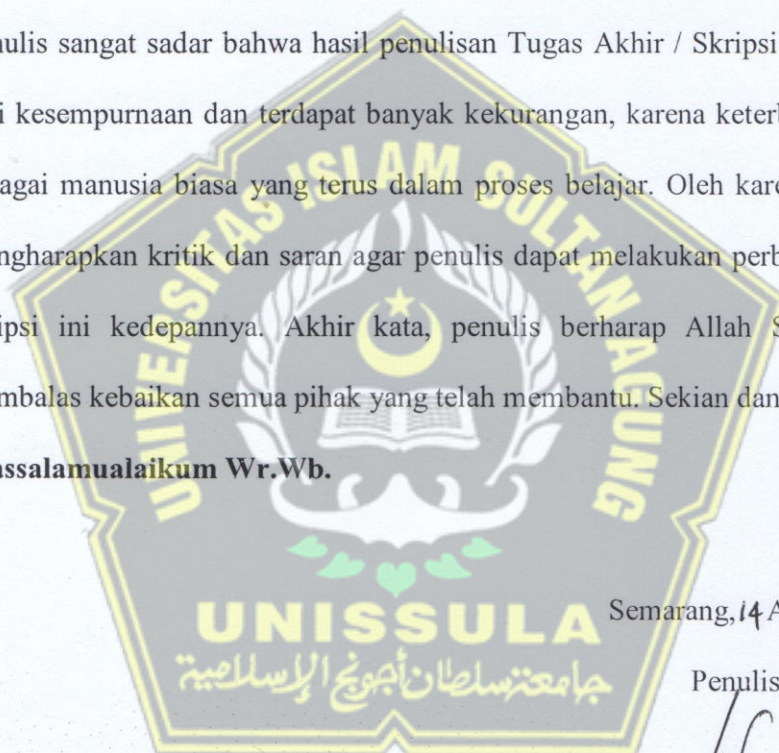 nulis sangat sadar bahwa hasil penulisan Tugas Akhir / Skripsi
i kesempurnaan dan terdapat banyak kekurangan, karena keterb
agai manusia biasa yang terus dalam proses belajar. Oleh kare
ngharapkan kritik dan saran agar penulis dapat melakukan perb
ipsi ini kedepannya. Akhir kata, penulis berharap Allah S
mbalas kebaikan semua pihak yang telah membantu. Sekian dan
assalamualaikum Wr.Wb.
UNIVERSITAS ISLAM SULTAN AGUNG
UNISSULA
جامعة سلطان أجونج الإسلامية
Semarang, 14 A
Penulis